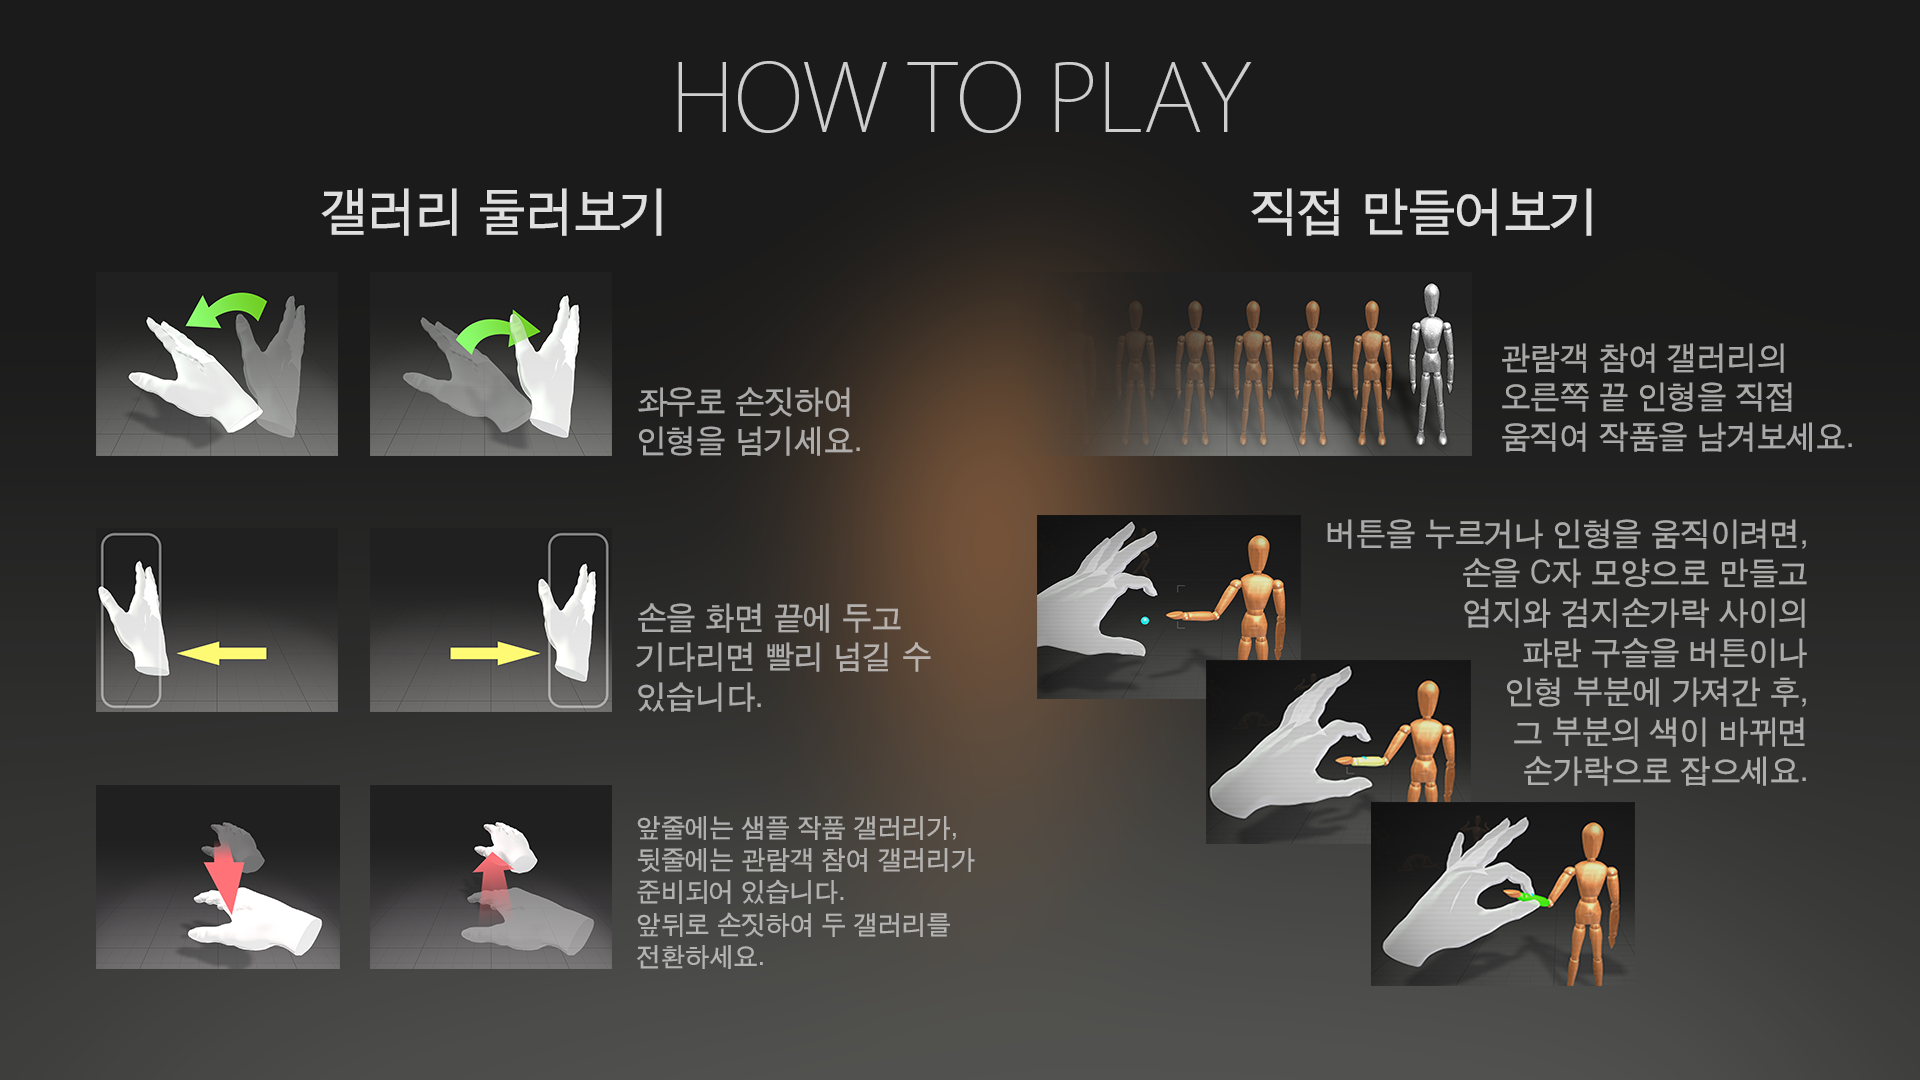 HOW TO PLAY
갤러리 둘러보기
좌우로 손짓하여
인형을 넘기세요.
손을 화면 끝에 두고
기다리면 빨리 넘길 수
있습니다.
앞줄에는 샘플 작품 갤러리가,
뒷줄에는 관람객 참여 갤러리가
준비되어 있습니다.
앞뒤로 손짓하여 두 갤러리를
전환하세요.
직접 만들어보기
관람객 참여 갤러리의
오른쪽 끝 인형을 직접
움직여 작품을 남겨보세요.
버튼을 누르거나 인형을 움직이려면,
손을 C자 모양으로 만들고
엄지와 검지손가락 사이의
파란 구슬을 버튼이나
인형 부분에 가져간 후,
그 부분의 색이 바뀌면
손가락으로 잡으세요.